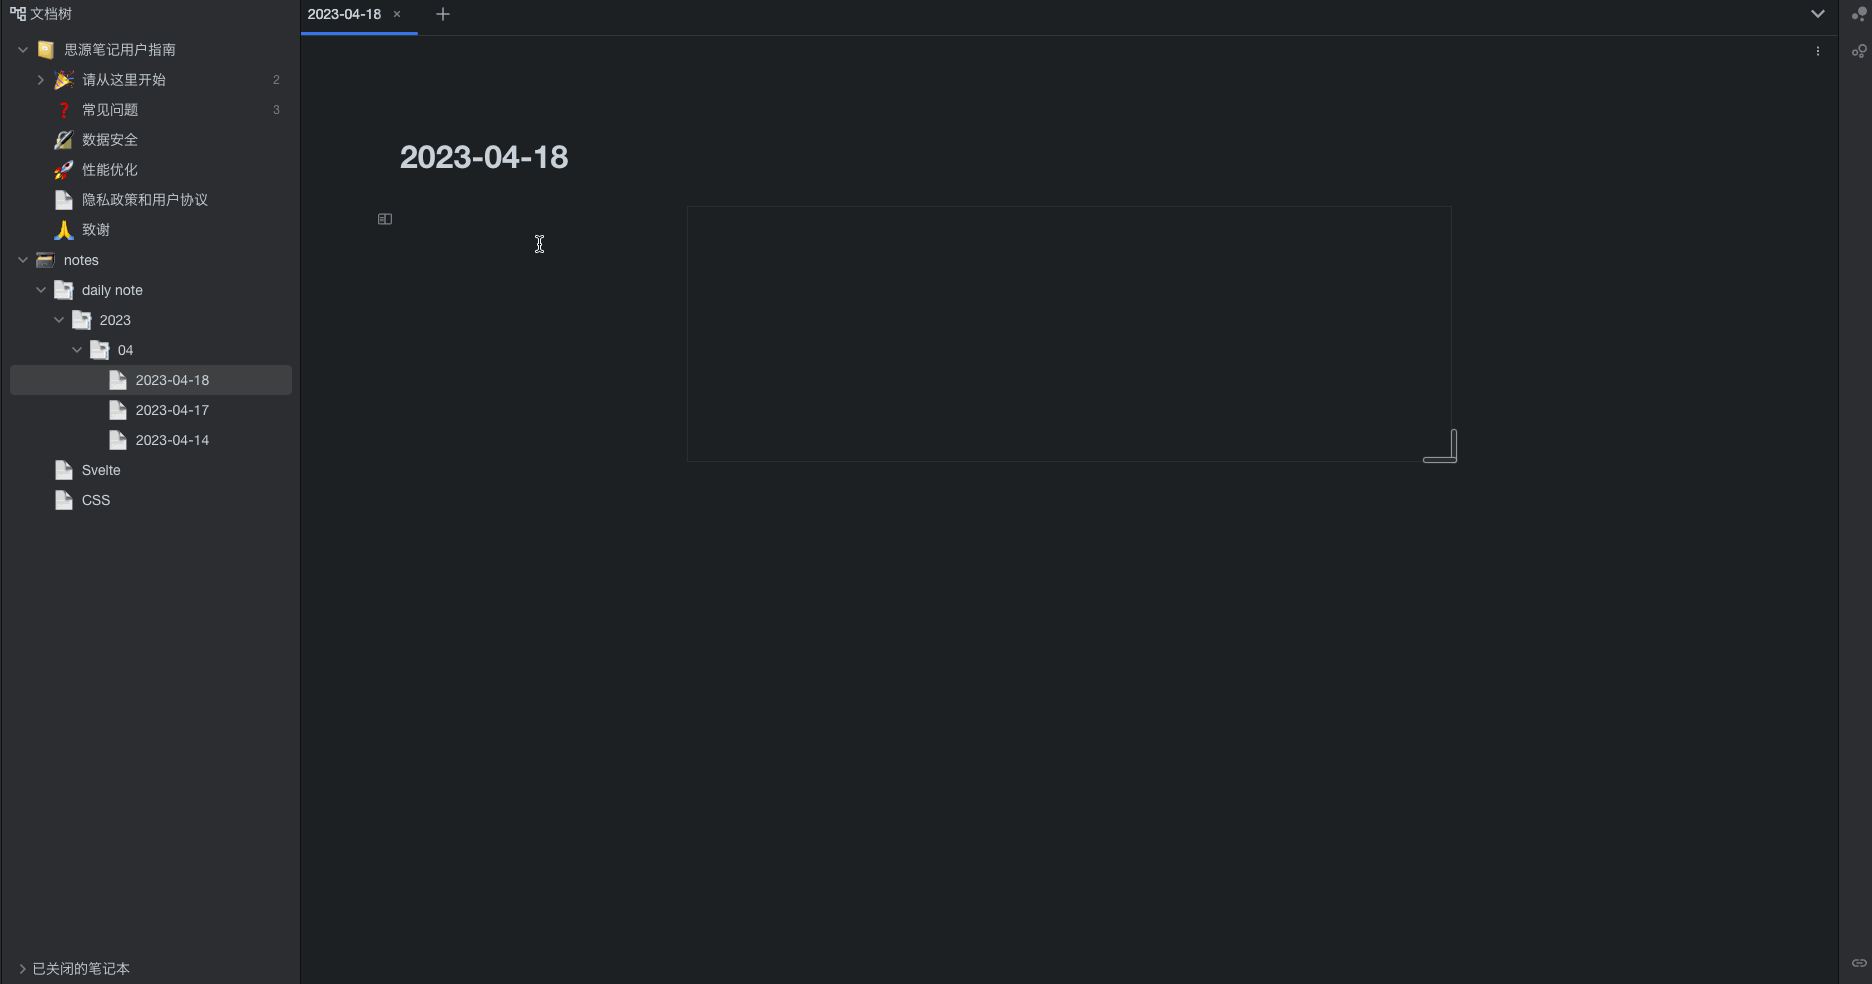 文档树
思源笔记用户指南
请从这里开始 2
常见问题 3
数据安全
性能优化
隐私政策和用户协议
致谢
notes
daily note
2023
04
2023-04-18
2023-04-17
2023-04-14
Svelte
CSS
已关闭的笔记本
2023-04-18
2023-04-18